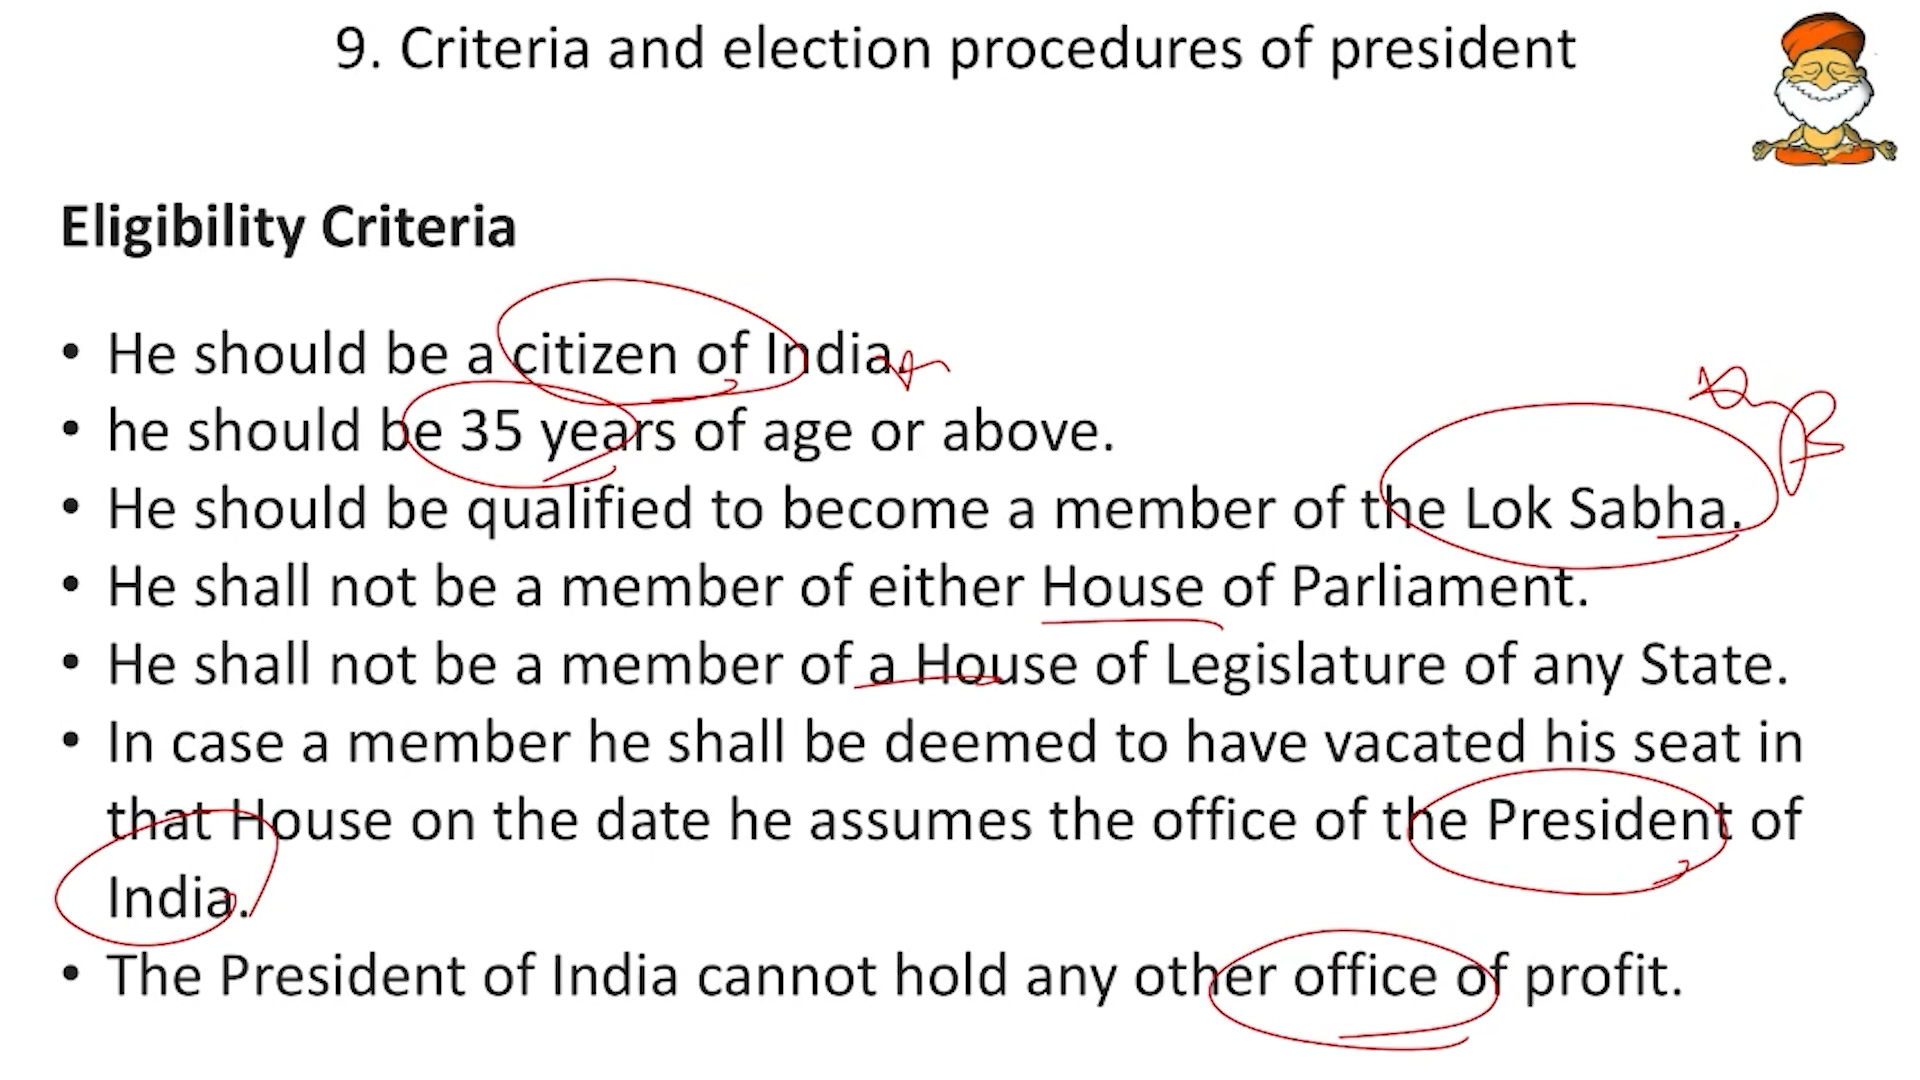 9. Criteria and election procedures of president
Eligibility Criteria
• He should be a citizen of India.
• he should be 35 years of age or above.
• He should be qualified to become a member of the Lok Sabha.
• He shall not be a member of either House of Parliament.
• He shall not be a member of a House of Legislature of any State.
• In case a member he shall be deemed to have vacated his seat in
that House on the date he assumes the office of the President of
India.
• The President of India cannot hold any other office of profit.